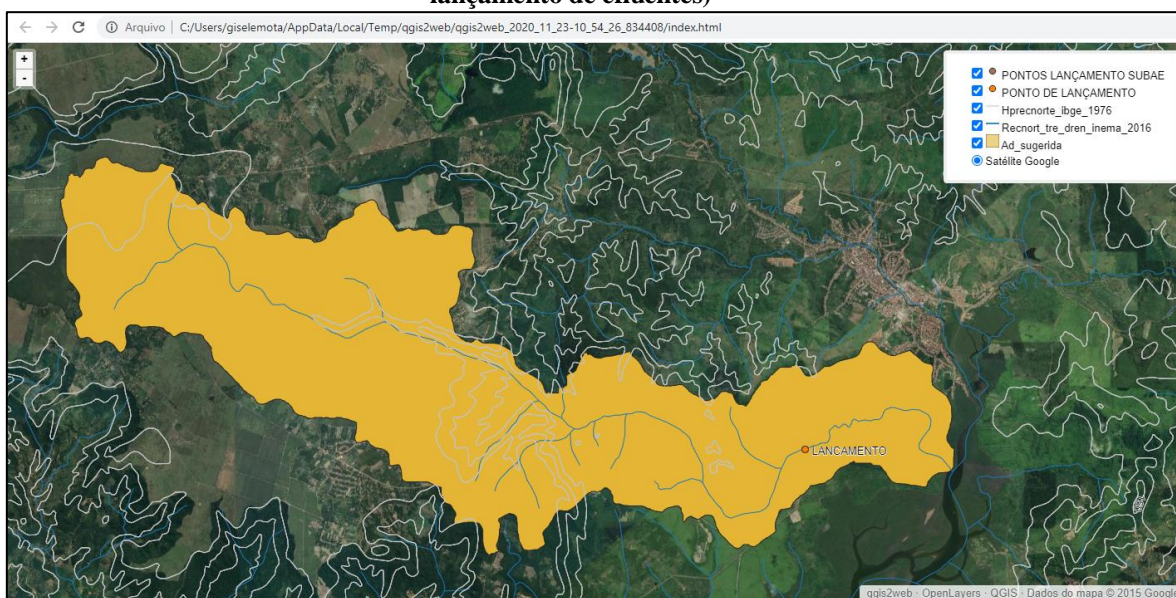 lançamento de efluentes)
Arquivo | C:/Users/giselemota/AppData/Local/Temp/qgis2web/qgis2web_2020_11_23-10_54_26_834408/index.html
+
-
PONTOS LANÇAMENTO SUBAE
PONTO DE LANÇAMENTO
Hprecnorte_ibge_1976
Recnort_tre_dren_inema_2016
Ad_sugerida
Satélite Google
LANCAMENTO
qgis2web · OpenLayers · QGIS · Dados do mapa © 2015 Googl